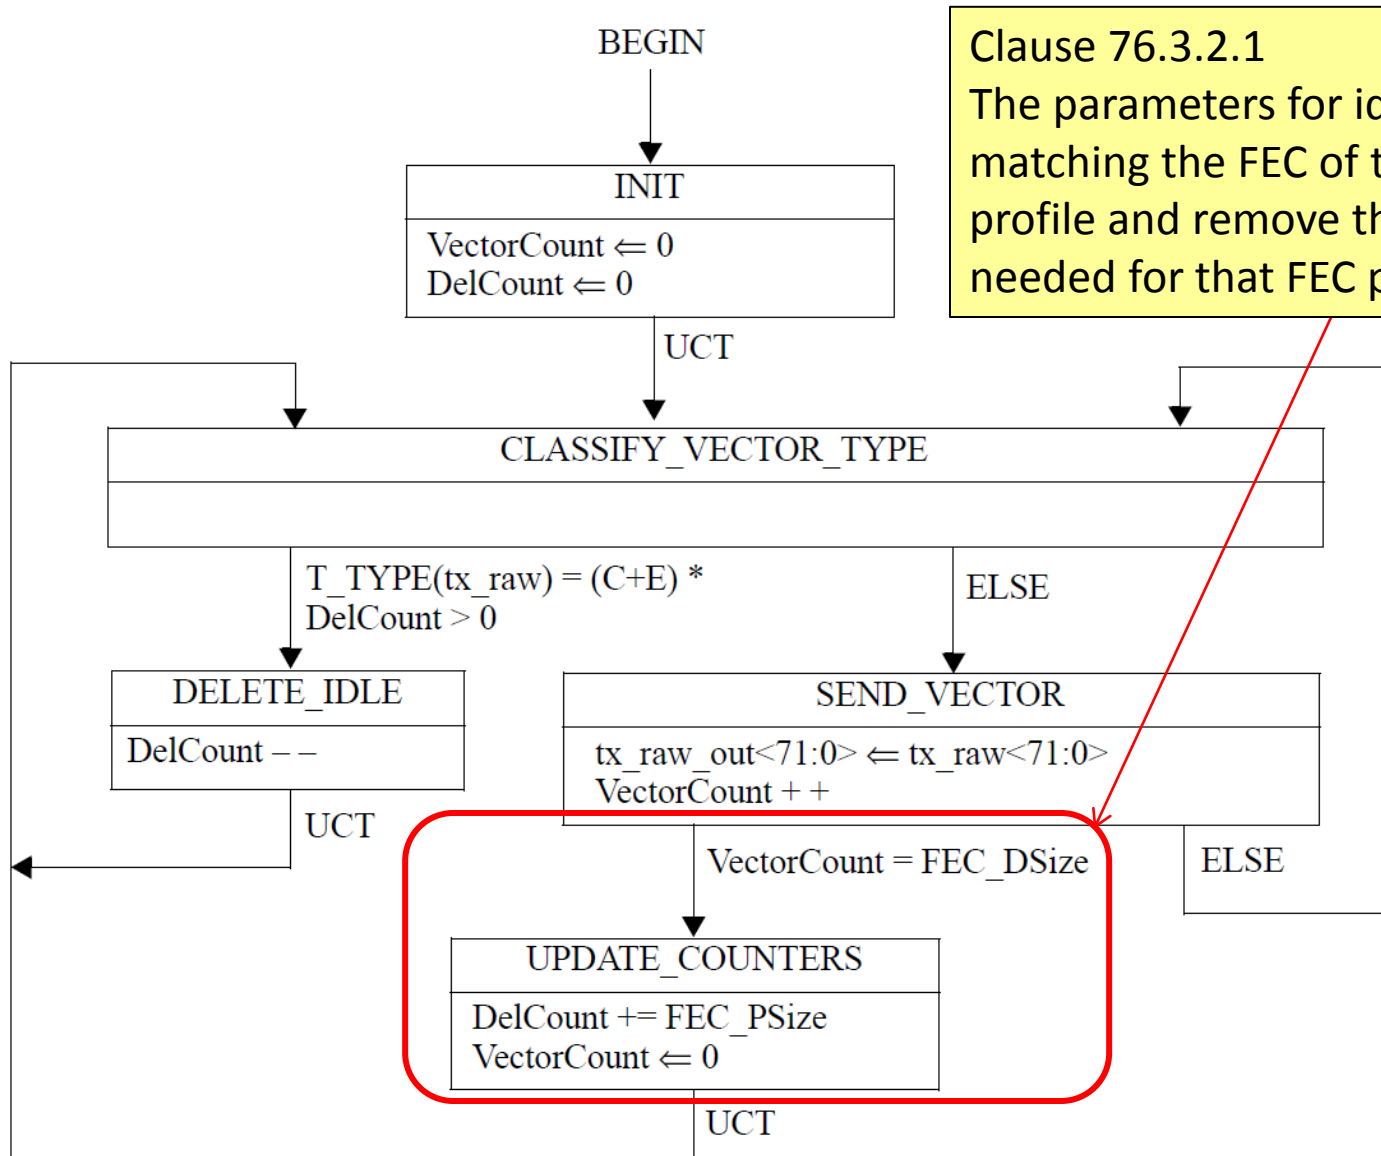 BEGIN
Clause 76.3.2.1
The parameters for
matching the FEC of
profile and remove
needed for that FEC
INIT
VectorCount ⇐ 0
DelCount ⇐ 0
UCT
CLASSIFY_VECTOR_TYPE
T_TYPE(tx_raw) = (C+E) *
DelCount > 0
ELSE
DELETE_IDLE
DelCount – –
UCT
SEND_VECTOR
tx_raw_out<71:0> ⇐ tx_raw<71:0>
VectorCount + +
VectorCount = FEC_DSize
ELSE
UPDATE_COUNTERS
DelCount += FEC_PSize
VectorCount ⇐ 0
UCT